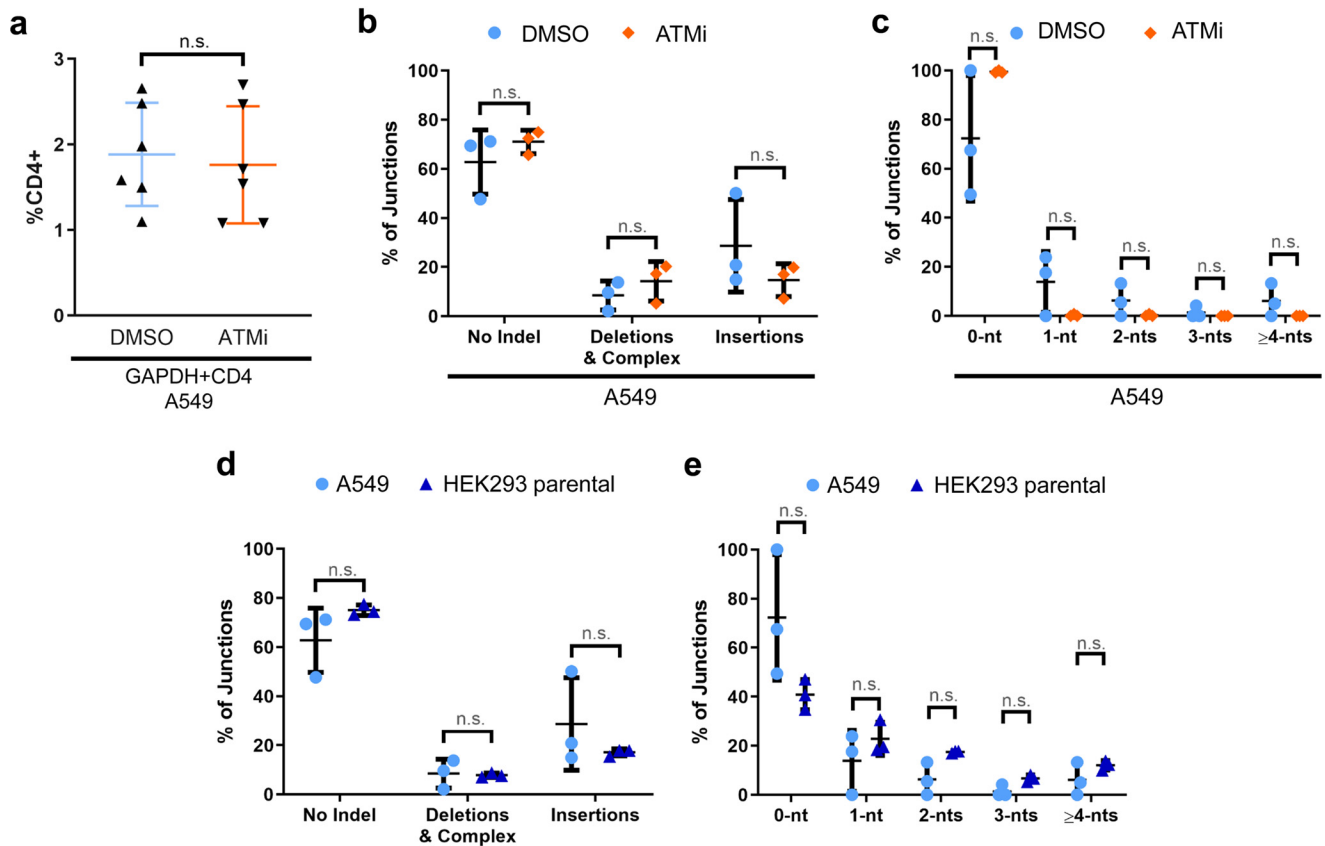 a
n.s.
%CD4+
3
2
1
0
DMSO ATMi
GAPDH+CD4
A549
b
DMSO ATMi
% of Junctions
100
80
60
40
20
0
n.s.
n.s.
n.s.
No Indel Deletions Insertions
& Complex
A549
c
DMSO ATMi
% of Junctions
100
80
60
40
20
0
n.s.
n.s.
n.s.
n.s.
n.s.
0-nt 1-nt 2-nts 3-nts ≥4-nts
A549
d
A549 HEK293 parental
% of Junctions
100
80
60
40
20
0
n.s.
n.s.
n.s.
No Indel Deletions Insertions
& Complex
e
A549 HEK293 parental
% of Junctions
100
80
60
40
20
0
n.s.
n.s.
n.s.
n.s.
n.s.
0-nt 1-nt 2-nts 3-nts ≥4-nts